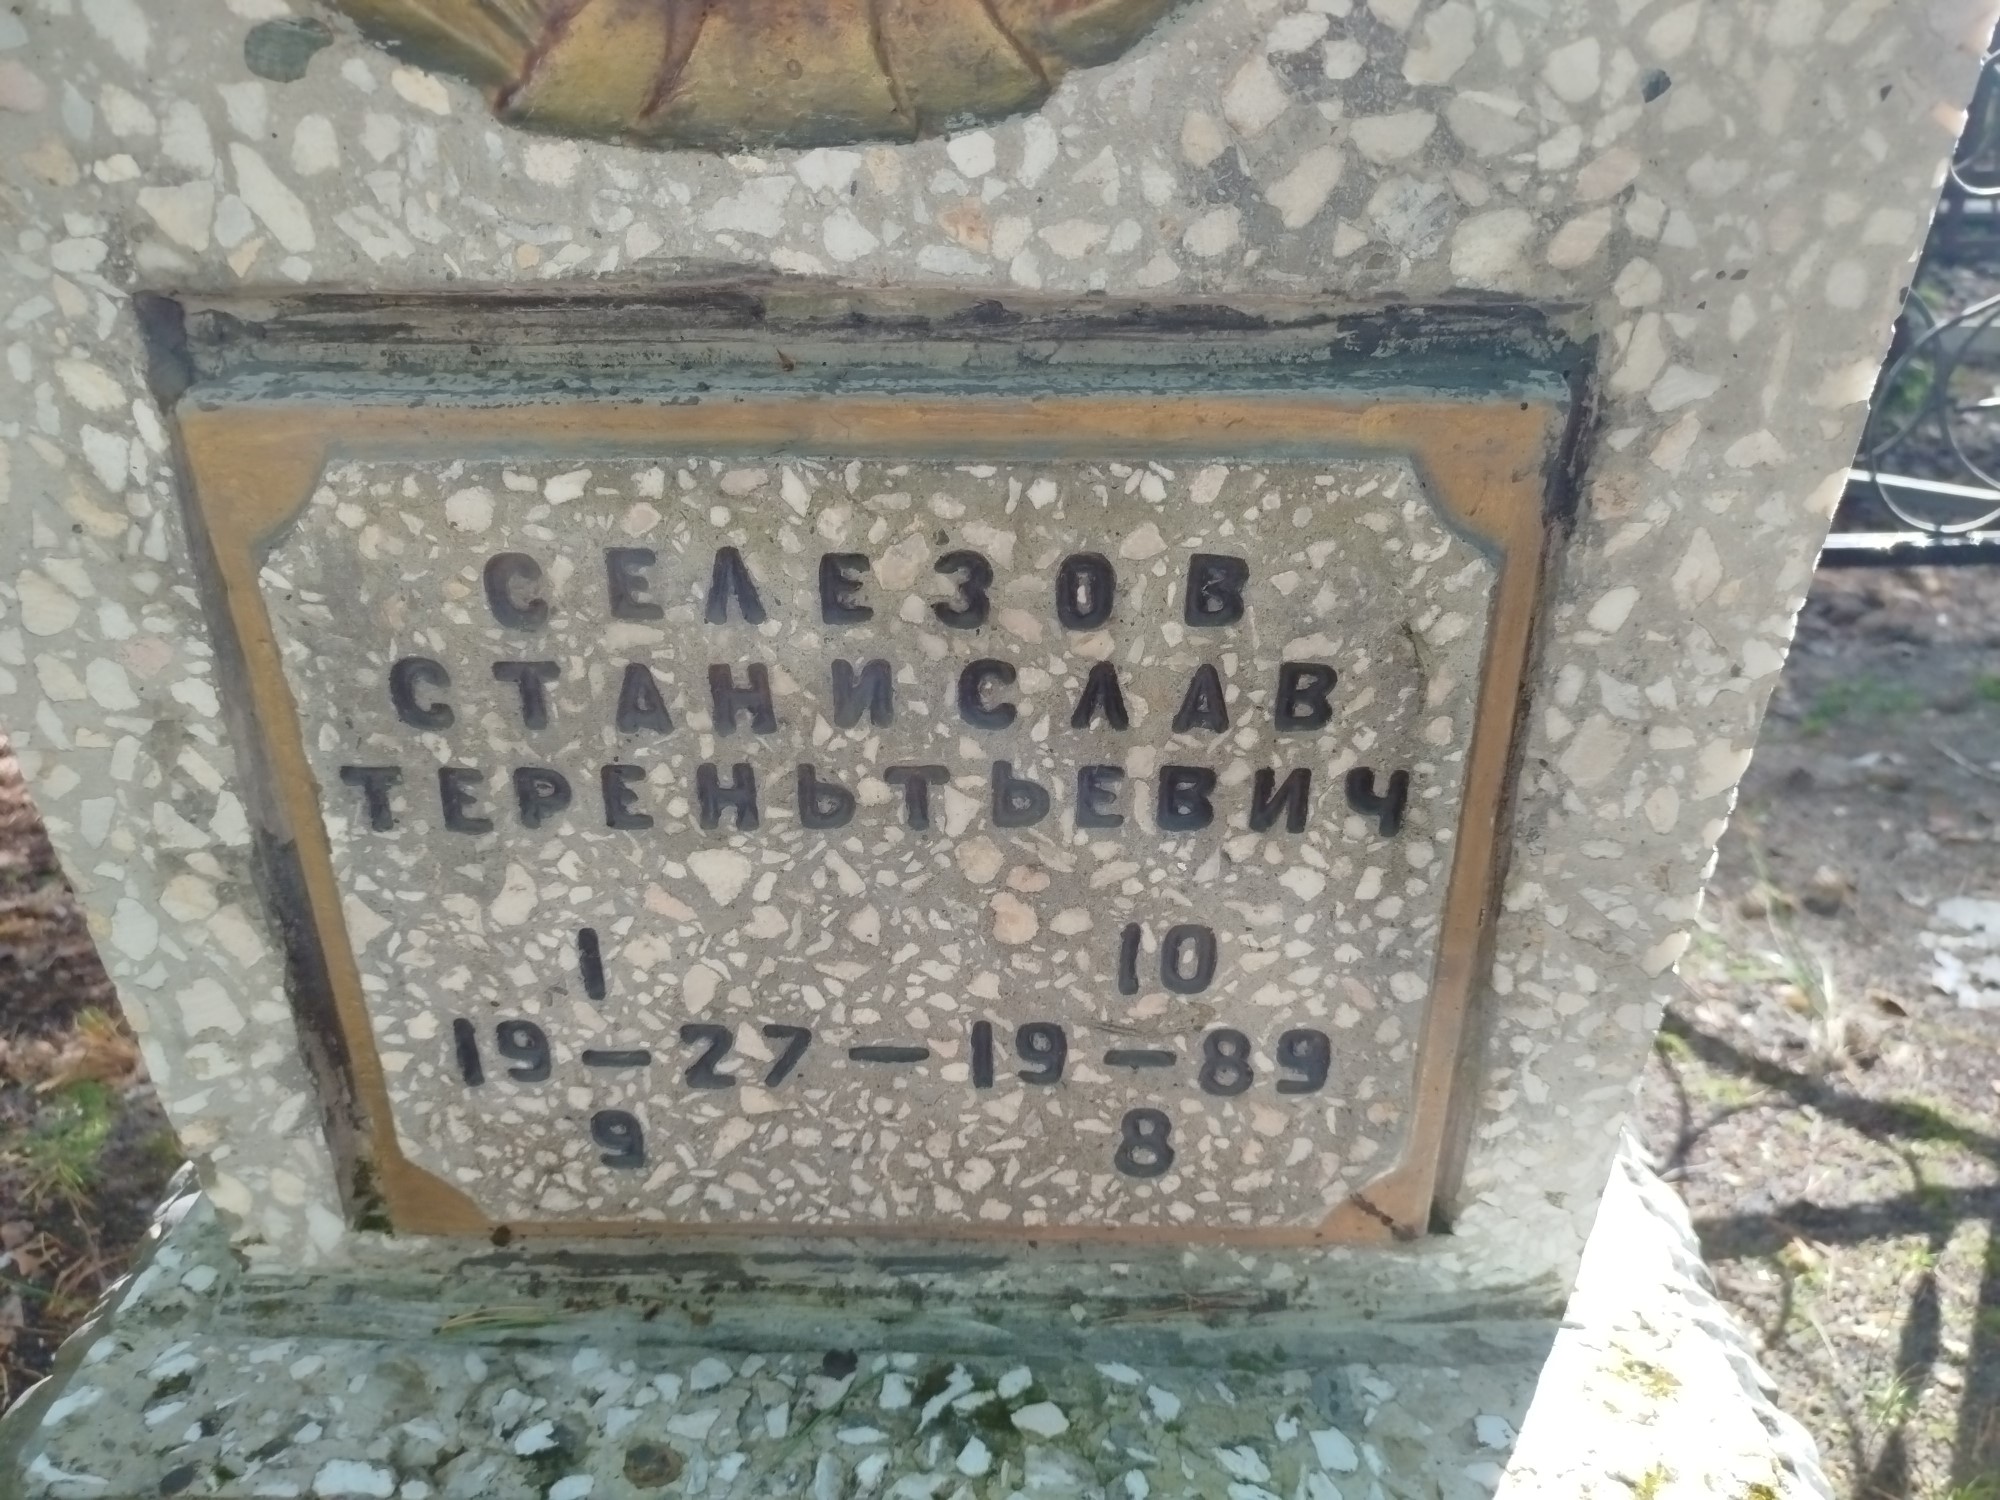 СЕЛЕЗОВ
СТАНИСЛАВ
ТЕРЕНЬТЬЕВИЧ
1 10
19—27—19—89
9 8